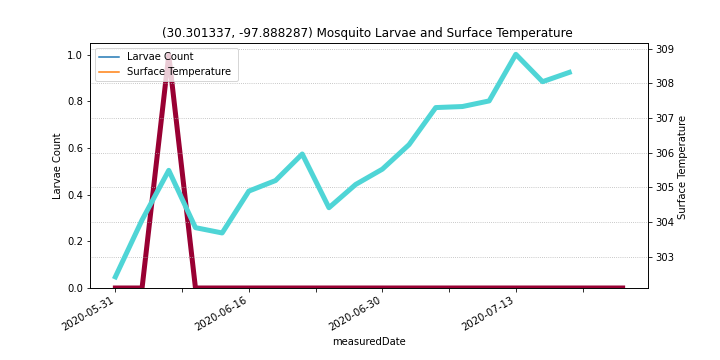 (30.301337, -97.888287) Mosquito Larvae and Surface Temperature
Larvae Count
Surface Temperature
1.0
0.8
0.6
0.4
0.2
0.0
Larvae Count
309
308
307
306
305
304
303
Surface Temperature
2020-05-31
2020-06-16
2020-06-30
2020-07-13
measuredDate